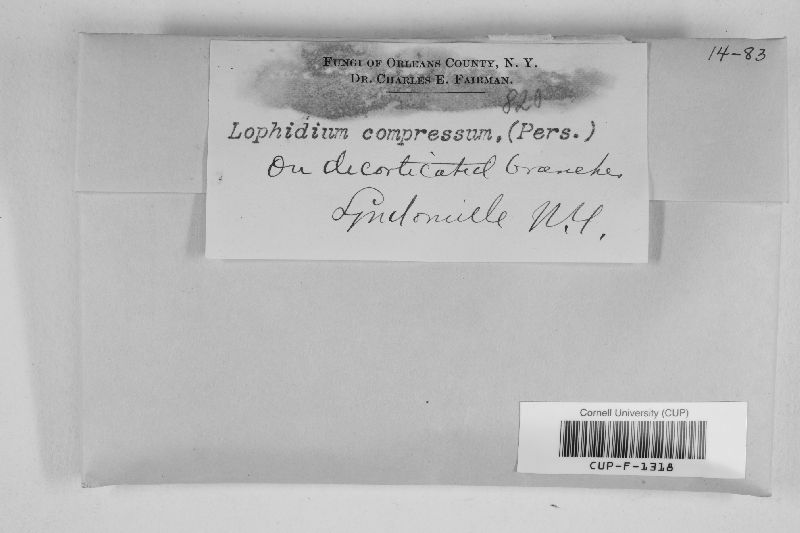 14-83
FUNGI OF ORLEANS COUNTY, N. Y.
DR. CHARLES E. FAIRMAN.
820
Lophidium compressum, (Pers.)
On decorticated branches
Lyndonville N.Y.
Cornell University (CUP)
CUP-F-1318